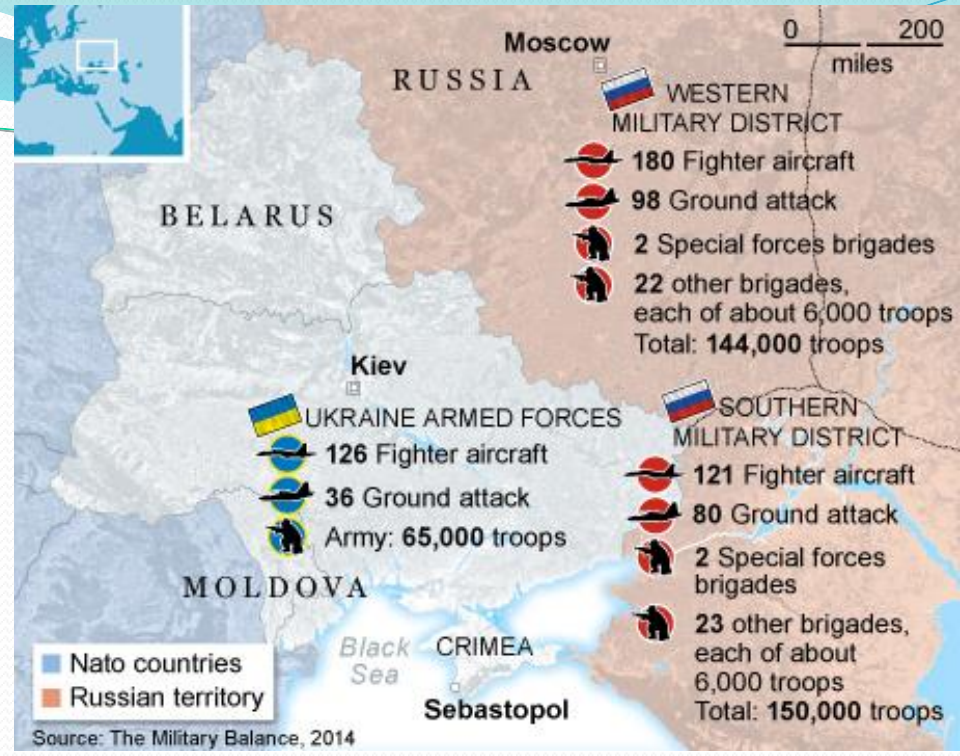 Moscow
RUSSIA
0 200
miles
WESTERN
MILITARY DISTRICT
180 Fighter aircraft
98 Ground attack
2 Special forces brigades
22 other brigades,
each of about 6,000 troops
Total: 144,000 troops
BELARUS
Kiev
UKRAINE ARMED FORCES
126 Fighter aircraft
36 Ground attack
Army: 65,000 troops
SOUTHERN
MILITARY DISTRICT
121 Fighter aircraft
80 Ground attack
2 Special forces
brigades
23 other brigades,
each of about
6,000 troops
Total: 150,000 troops
MOLDOVA
Black
Sea
CRIMEA
Sebastopol
Nato countries
Russian territory
Source: The Military Balance, 2014